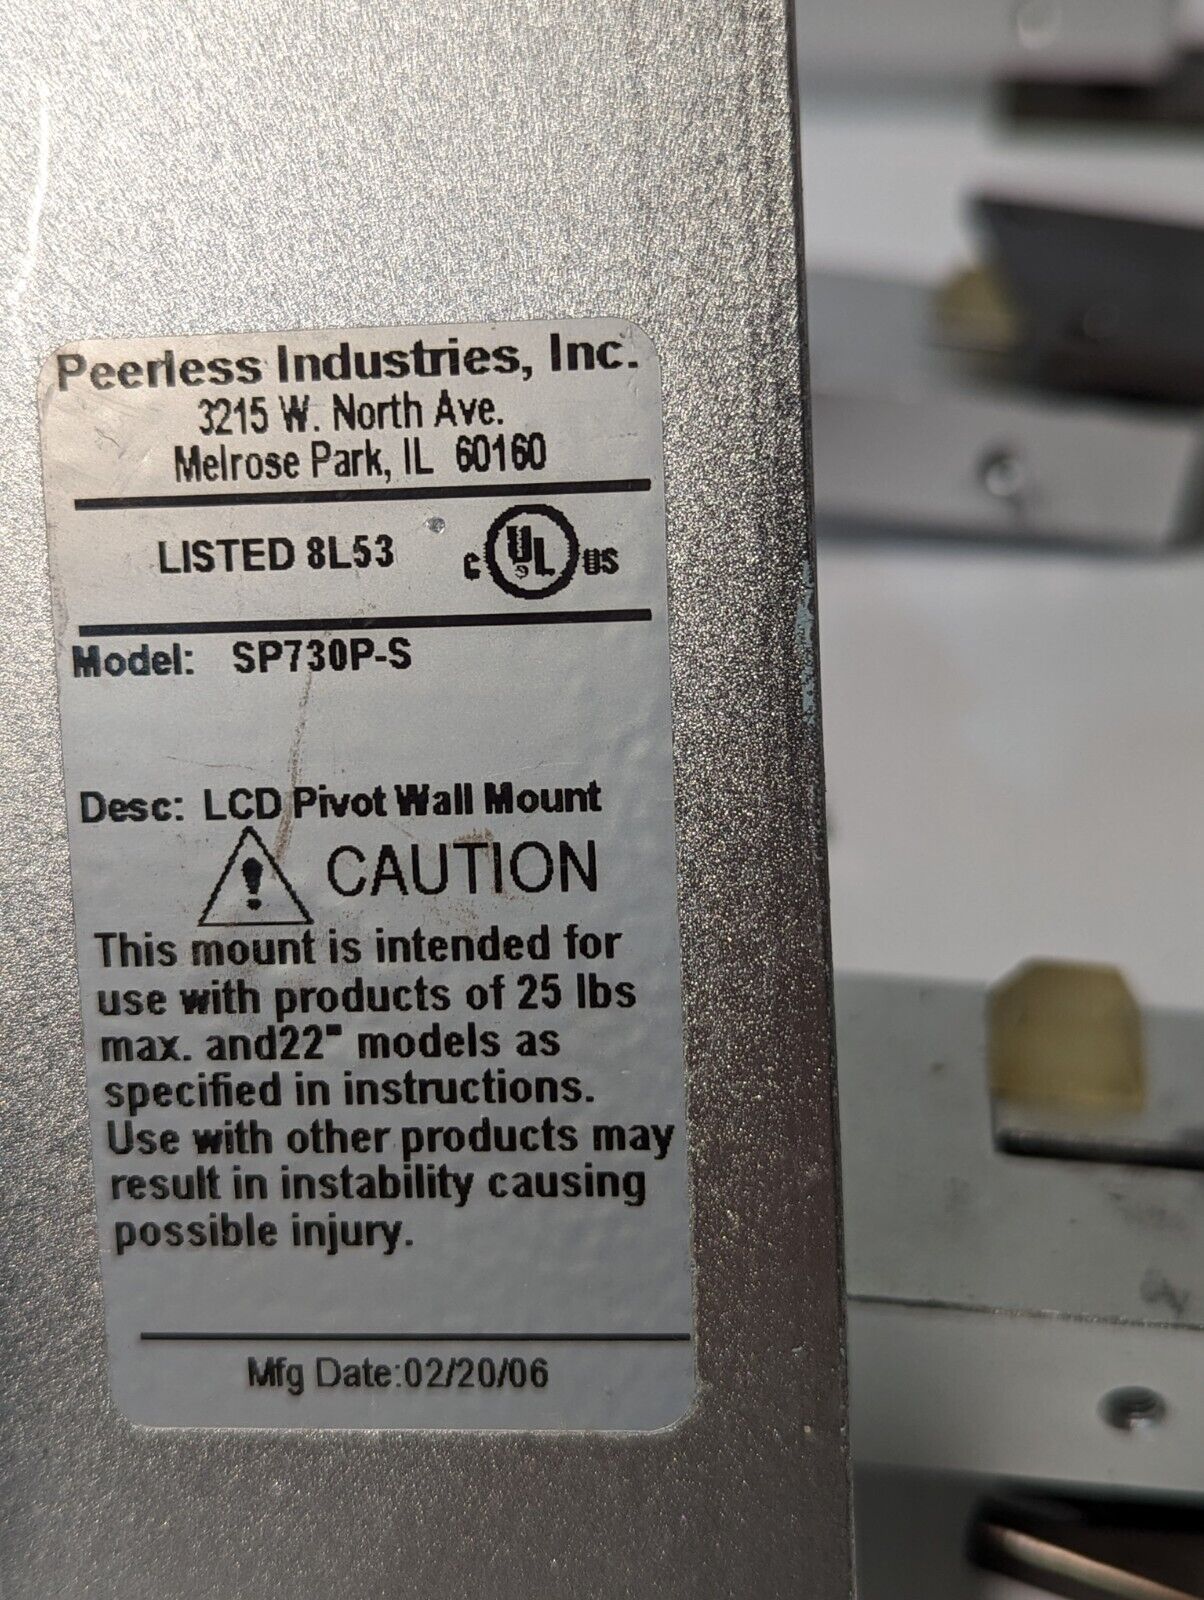 Peerless Industries, Inc.
3215 W. North Ave.
Melrose Park, IL 60160
LISTED 8L53 c UL us
Model: SP730P-S
Desc: LCD Pivot Wall Mount
! CAUTION
This mount is intended for
use with products of 25 lbs
max. and22" models as
specified in instructions.
Use with other products may
result in instability causing
possible injury.
Mfg Date:02/20/06